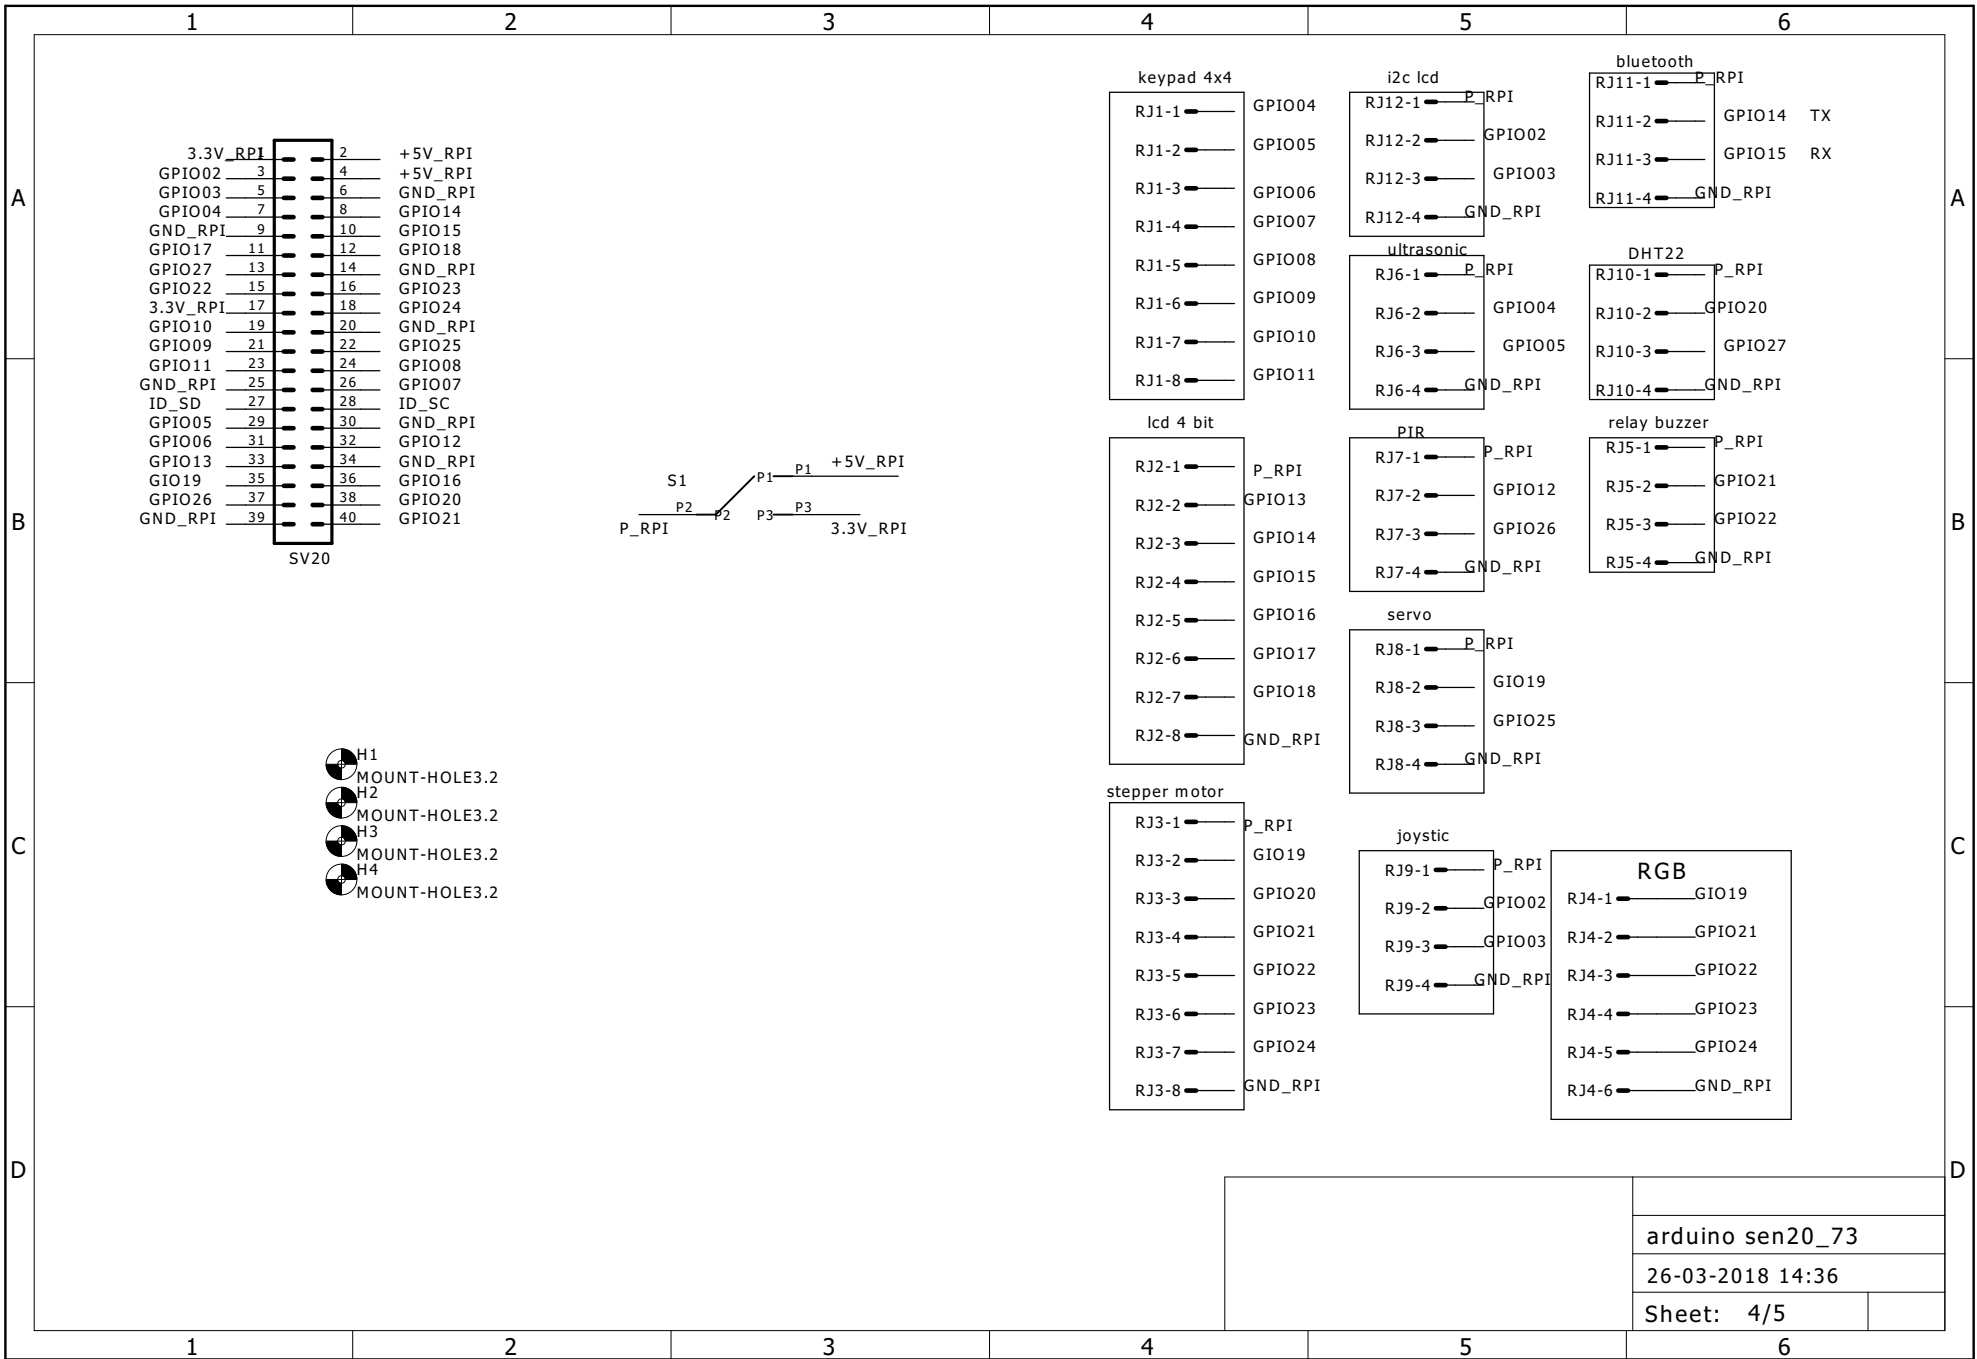 1 2 3 4 5 6
A A
B B
C C
D D
1 2 3 4 5 6
3.3V_RPI 1 2 +5V_RPI
GPIO02 3 4 +5V_RPI
GPIO03 5 6 GND_RPI
GPIO04 7 8 GPIO14
GND_RPI 9 10 GPIO15
GPIO17 11 12 GPIO18
GPIO27 13 14 GND_RPI
GPIO22 15 16 GPIO23
3.3V_RPI 17 18 GPIO24
GPIO10 19 20 GND_RPI
GPIO09 21 22 GPIO25
GPIO11 23 24 GPIO08
GND_RPI 25 26 GPIO07
ID_SD 27 28 ID_SC
GPIO05 29 30 GND_RPI
GPIO06 31 32 GPIO12
GPIO13 33 34 GND_RPI
GIO19 35 36 GPIO16
GPIO26 37 38 GPIO20
GND_RPI 39 40 GPIO21
SV20
S1 P1 P1 +5V_RPI
P2 P2 P3 P3
P_RPI 3.3V_RPI
H1
MOUNT-HOLE3.2
H2
MOUNT-HOLE3.2
H3
MOUNT-HOLE3.2
H4
MOUNT-HOLE3.2
keypad 4x4
RJ1-1 GPIO04
RJ1-2 GPIO05
RJ1-3 GPIO06
RJ1-4 GPIO07
RJ1-5 GPIO08
RJ1-6 GPIO09
RJ1-7 GPIO10
RJ1-8 GPIO11
lcd 4 bit
RJ2-1 P_RPI
RJ2-2 GPIO13
RJ2-3 GPIO14
RJ2-4 GPIO15
RJ2-5 GPIO16
RJ2-6 GPIO17
RJ2-7 GPIO18
RJ2-8 GND_RPI
stepper motor
RJ3-1 P_RPI
RJ3-2 GIO19
RJ3-3 GPIO20
RJ3-4 GPIO21
RJ3-5 GPIO22
RJ3-6 GPIO23
RJ3-7 GPIO24
RJ3-8 GND_RPI
i2c lcd
RJ12-1 P_RPI
RJ12-2 GPIO02
RJ12-3 GPIO03
RJ12-4 GND_RPI
ultrasonic
RJ6-1 P_RPI
RJ6-2 GPIO04
RJ6-3 GPIO05
RJ6-4 GND_RPI
PIR
RJ7-1 P_RPI
RJ7-2 GPIO12
RJ7-3 GPIO26
RJ7-4 GND_RPI
servo
RJ8-1 P_RPI
RJ8-2 GIO19
RJ8-3 GPIO25
RJ8-4 GND_RPI
joystic
RJ9-1 P_RPI
RJ9-2 GPIO02
RJ9-3 GPIO03
RJ9-4 GND_RPI
bluetooth
RJ11-1 P_RPI
RJ11-2 GPIO14 TX
RJ11-3 GPIO15 RX
RJ11-4 GND_RPI
DHT22
RJ10-1 P_RPI
RJ10-2 GPIO20
RJ10-3 GPIO27
RJ10-4 GND_RPI
relay buzzer
RJ5-1 P_RPI
RJ5-2 GPIO21
RJ5-3 GPIO22
RJ5-4 GND_RPI
RGB
RJ4-1 GIO19
RJ4-2 GPIO21
RJ4-3 GPIO22
RJ4-4 GPIO23
RJ4-5 GPIO24
RJ4-6 GND_RPI
arduino sen20_73
26-03-2018 14:36
Sheet: 4/5